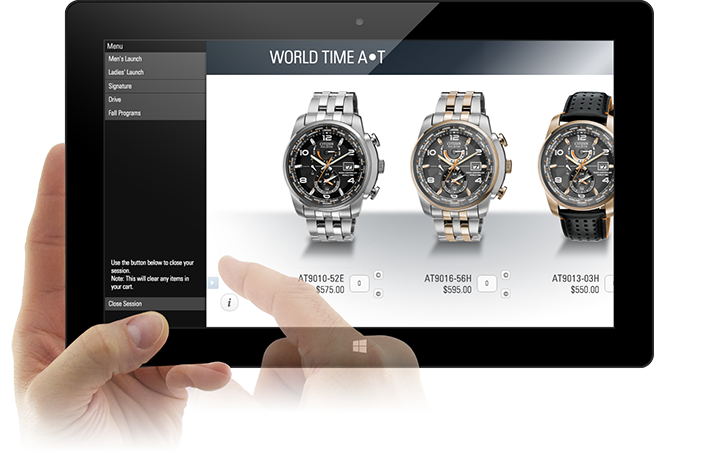 Menu
Men's Launch
Ladies' Launch
Signature
Drive
Fall Programs
Use the button below to close your
session.
Note: This will clear any items in
your cart.
Close Session
WORLD TIME A•T
CITIZEN
CITIZEN
CITIZEN
i
AT9010-52E
$575.00
0
AT9016-56H
$595.00
0
AT9013-03H
$550.00
0